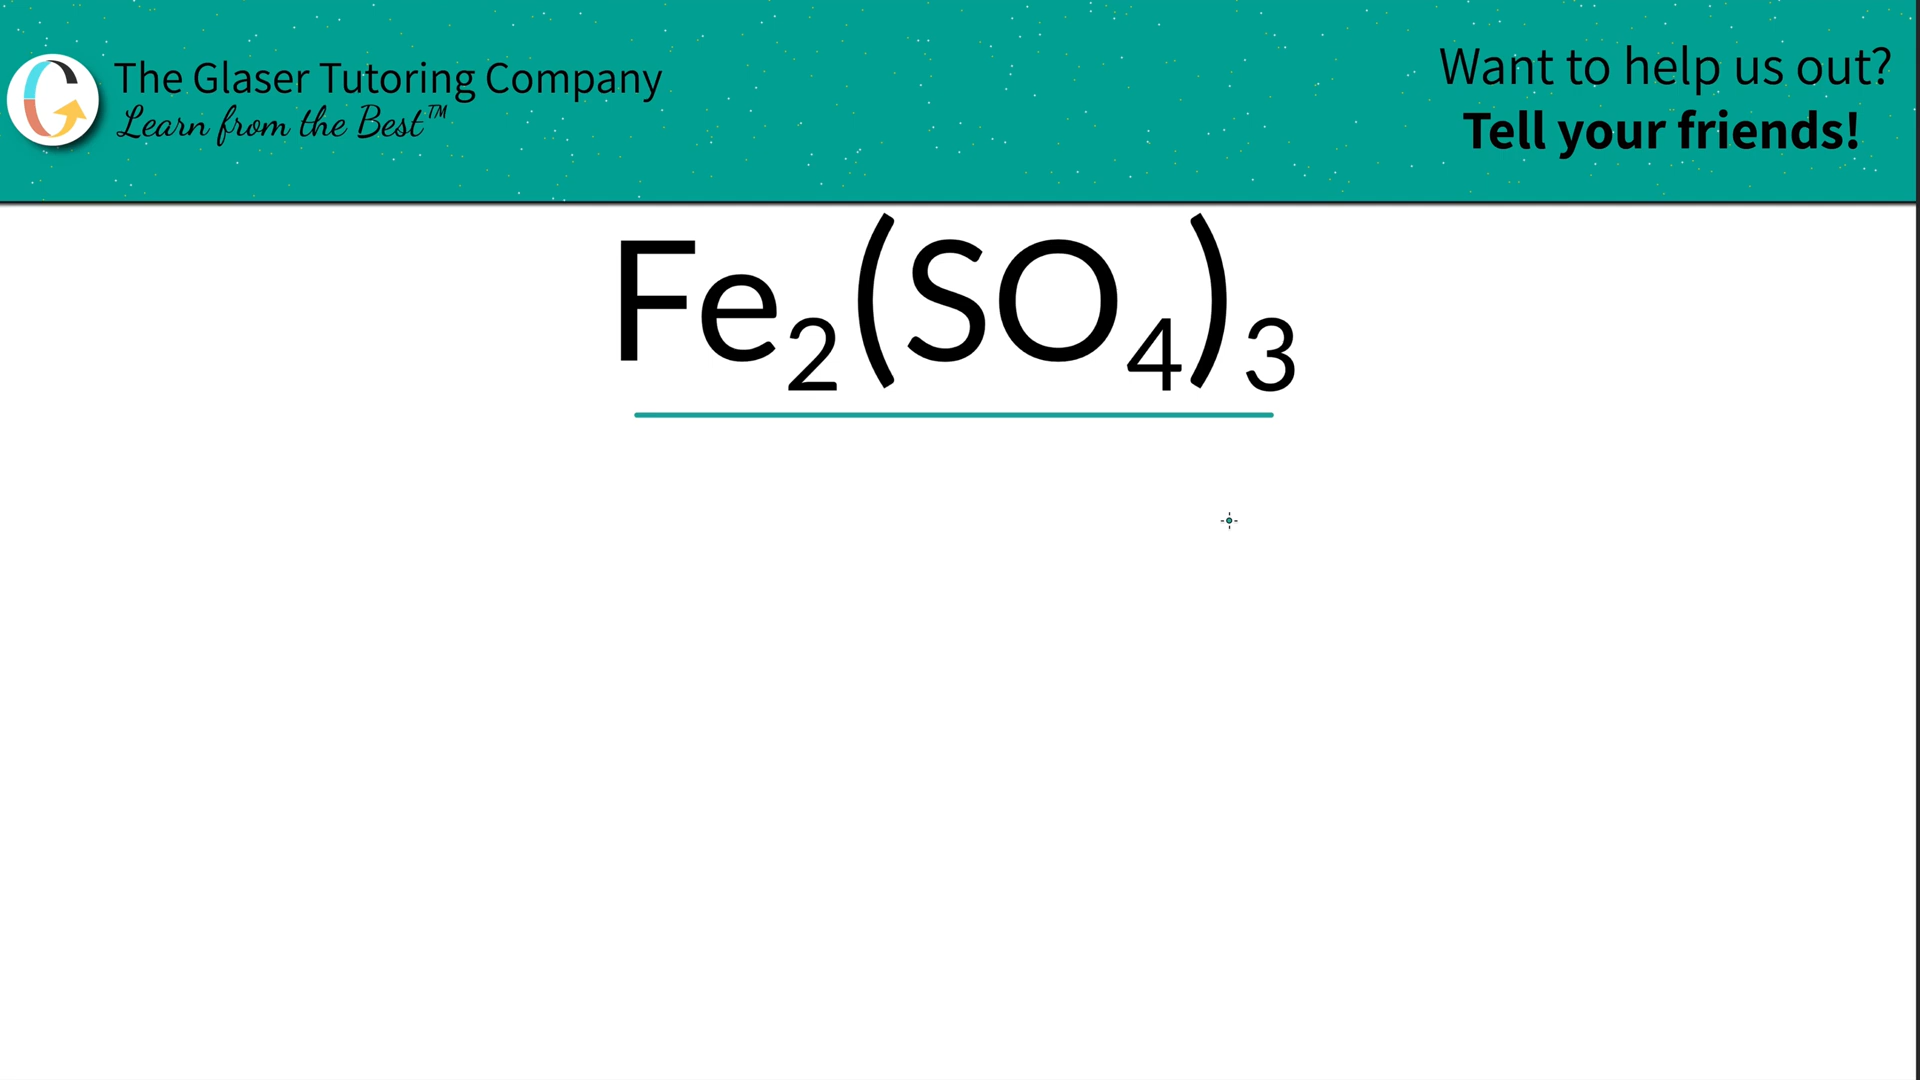 The Glaser Tutoring Company
Learn from the Best™
Want to help us out?
Tell your friends!
Fe₂(SO₄)₃